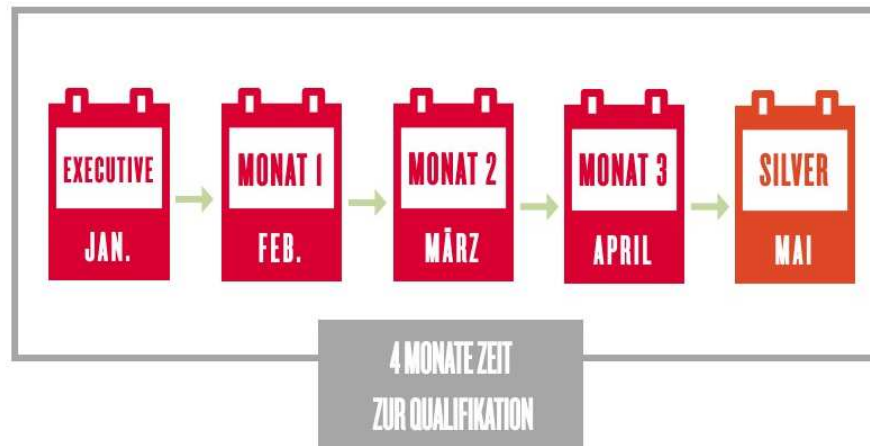 EXECUTIVE
JAN.
MONAT 1
FEB.
MONAT 2
MÄRZ
MONAT 3
APRIL
SILVER
MAI
4 MONATE ZEIT
ZUR QUALIFIKATION